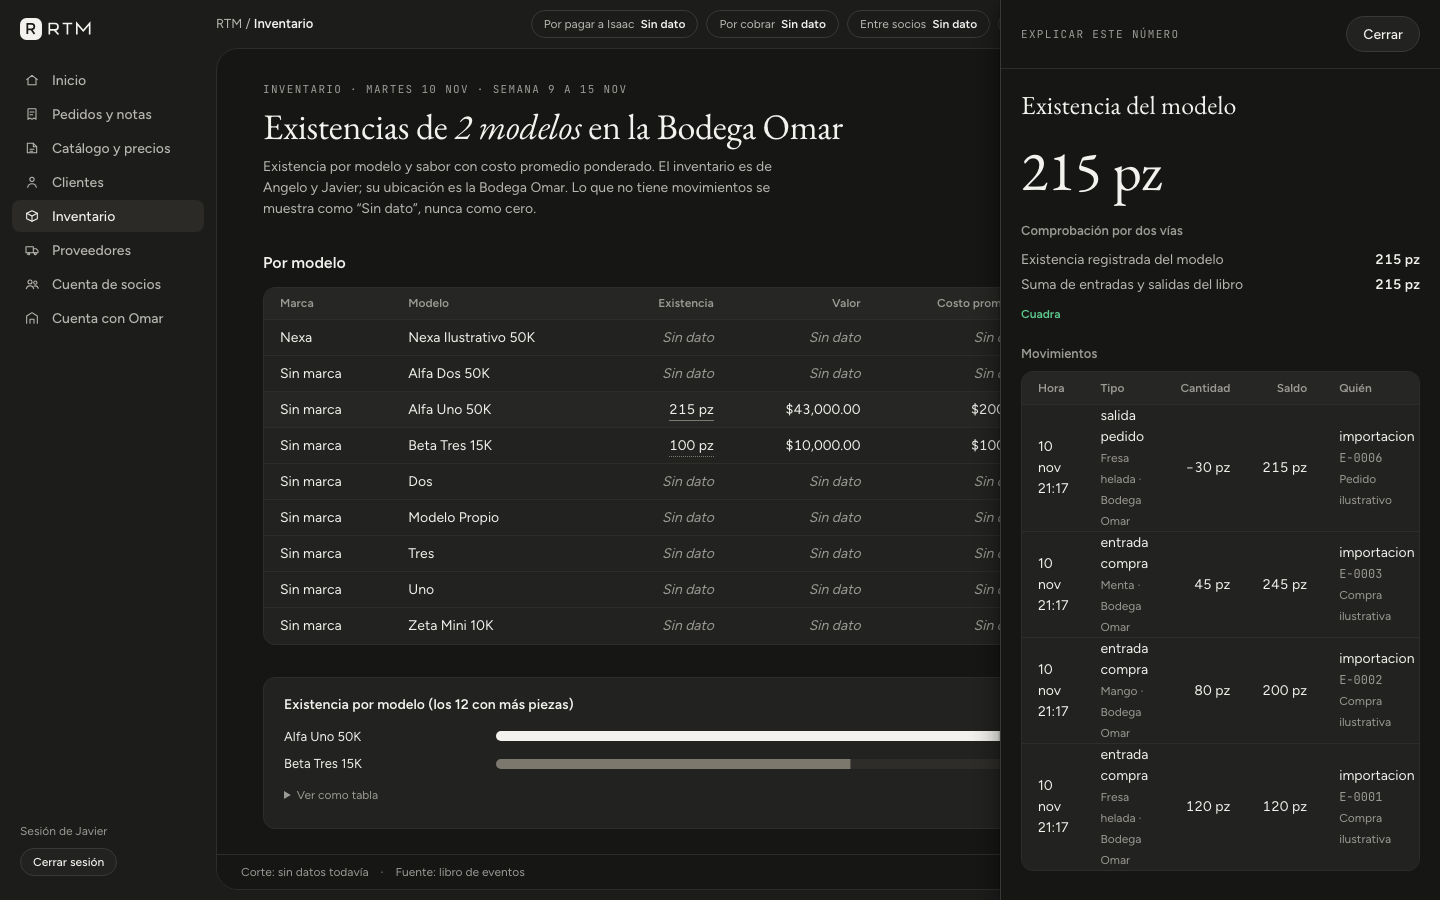 R RTM
Inicio
Pedidos y notas
Catálogo y precios
Clientes
Inventario
Proveedores
Cuenta de socios
Cuenta con Omar
Sesión de Javier
Cerrar sesión
RTM / Inventario
Por pagar a Isaac Sin dato
Por cobrar Sin dato
Entre socios Sin dato
INVENTARIO · MARTES 10 NOV · SEMANA 9 A 15 NOV
Existencias de 2 modelos en la Bodega Omar
Existencia por modelo y sabor con costo promedio ponderado. El inventario es de
Angelo y Javier; su ubicación es la Bodega Omar. Lo que no tiene movimientos se
muestra como “Sin dato”, nunca como cero.
Por modelo
Marca Modelo Existencia Valor Costo prom
Nexa Nexa Ilustrativo 50K Sin dato Sin dato Sin
Sin marca Alfa Dos 50K Sin dato Sin dato Sin
Sin marca Alfa Uno 50K 215 pz $43,000.00 $200
Sin marca Beta Tres 15K 100 pz $10,000.00 $100
Sin marca Dos Sin dato Sin dato Sin
Sin marca Modelo Propio Sin dato Sin dato Sin
Sin marca Tres Sin dato Sin dato Sin
Sin marca Uno Sin dato Sin dato Sin
Sin marca Zeta Mini 10K Sin dato Sin dato Sin
Existencia por modelo (los 12 con más piezas)
Alfa Uno 50K
Beta Tres 15K
Ver como tabla
Corte: sin datos todavía · Fuente: libro de eventos
EXPLICAR ESTE NÚMERO
Cerrar
Existencia del modelo
215 pz
Comprobación por dos vías
Existencia registrada del modelo 215 pz
Suma de entradas y salidas del libro 215 pz
Cuadra
Movimientos
Hora Tipo Cantidad Saldo Quién
10
nov
21:17
salida
pedido
Fresa
helada ·
Bodega
Omar
−30 pz
215 pz
importacion
E-0006
Pedido
ilustrativo
10
nov
21:17
entrada
compra
Menta ·
Bodega
Omar
45 pz
245 pz
importacion
E-0003
Compra
ilustrativa
10
nov
21:17
entrada
compra
Mango ·
Bodega
Omar
80 pz
200 pz
importacion
E-0002
Compra
ilustrativa
10
nov
21:17
entrada
compra
Fresa
helada ·
Bodega
Omar
120 pz
120 pz
importacion
E-0001
Compra
ilustrativa